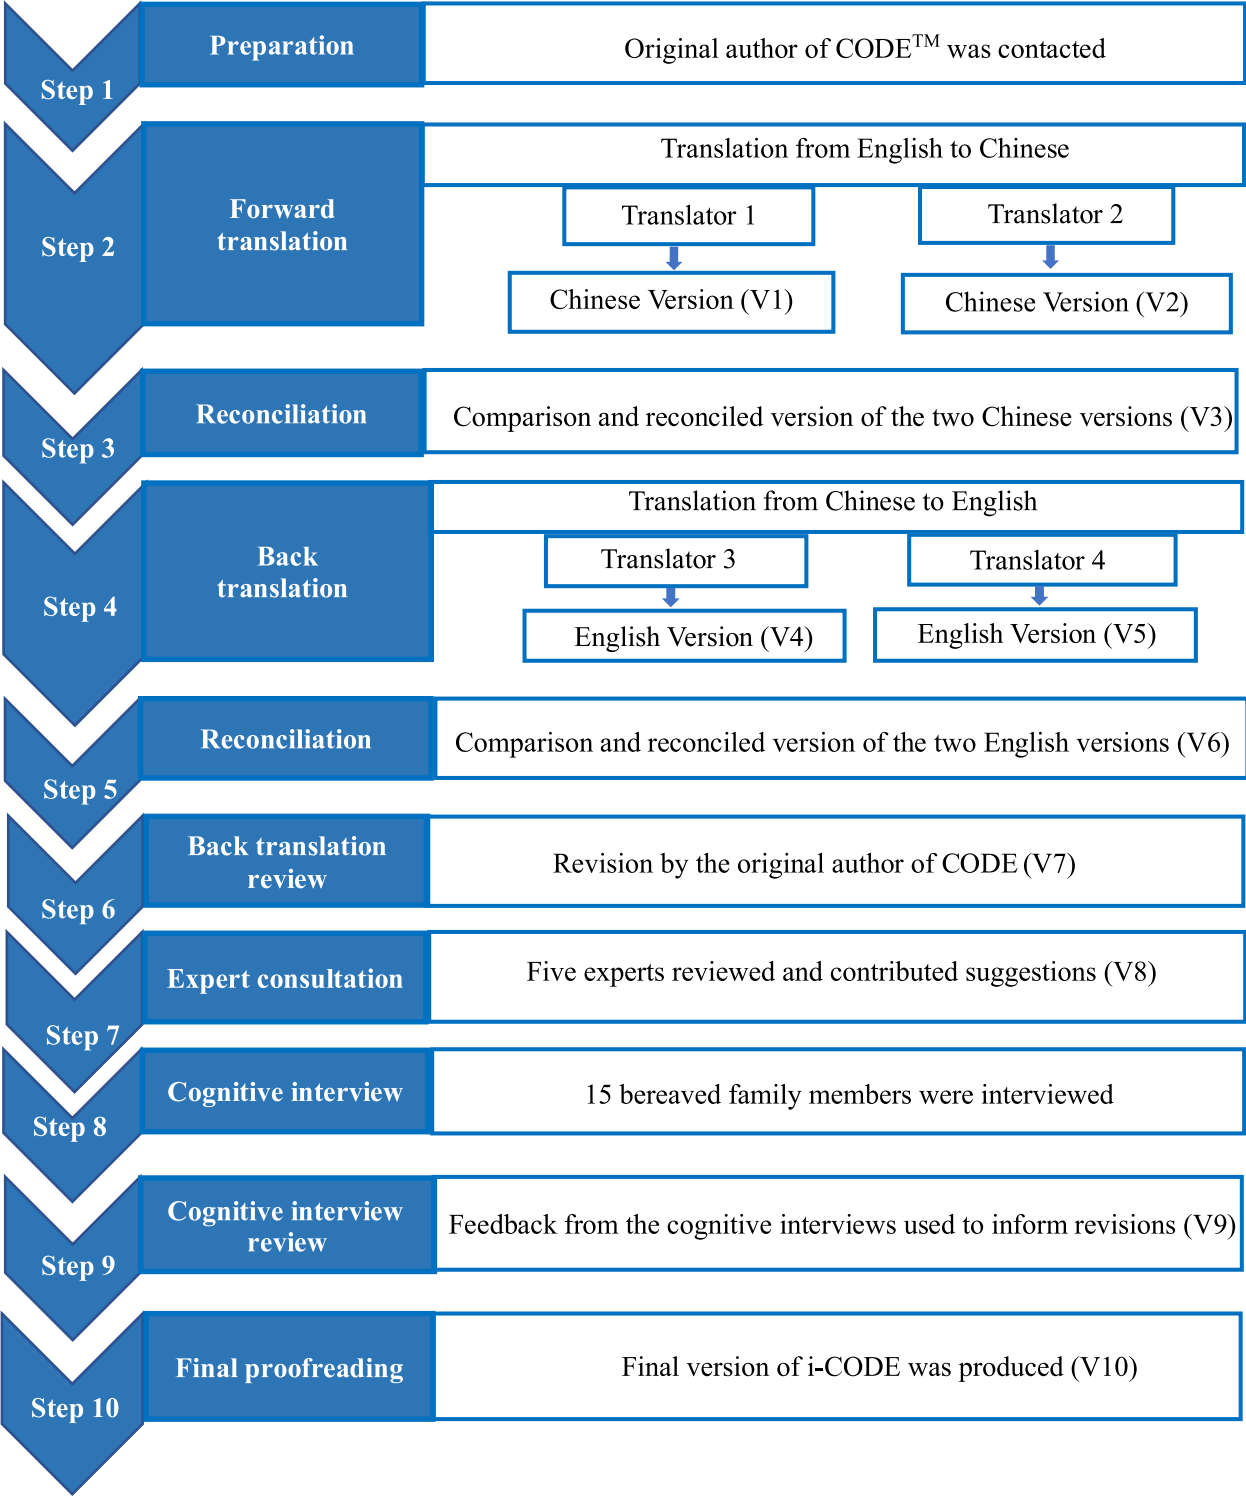 Step 1
Preparation
Original author of CODE™ was contacted
Step 2
Forward
translation
Translation from English to Chinese
Translator 1
Translator 2
Chinese Version (V1)
Chinese Version (V2)
Step 3
Reconciliation
Comparison and reconciled version of the two Chinese versions (V3)
Step 4
Back
translation
Translation from Chinese to English
Translator 3
Translator 4
English Version (V4)
English Version (V5)
Step 5
Reconciliation
Comparison and reconciled version of the two English versions (V6)
Step 6
Back translation
review
Revision by the original author of CODE (V7)
Step 7
Expert consultation
Five experts reviewed and contributed suggestions (V8)
Step 8
Cognitive interview
15 bereaved family members were interviewed
Step 9
Cognitive interview
review
Feedback from the cognitive interviews used to inform revisions (V9)
Step 10
Final proofreading
Final version of i-CODE was produced (V10)